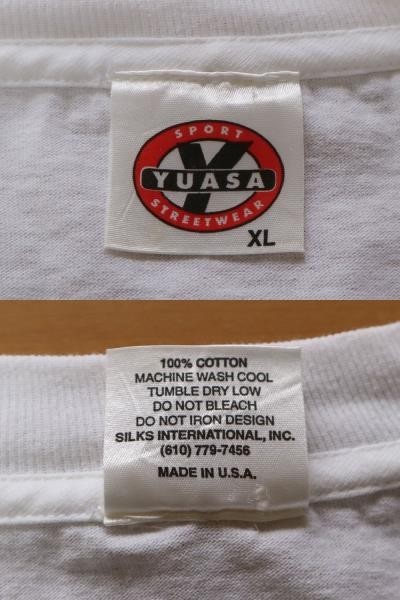 SPORT
Y
YUASA
STREETWEAR
XL
100% COTTON
MACHINE WASH COOL
TUMBLE DRY LOW
DO NOT BLEACH
DO NOT IRON DESIGN
SILKS INTERNATIONAL, INC.
(610) 779-7456
MADE IN U.S.A.